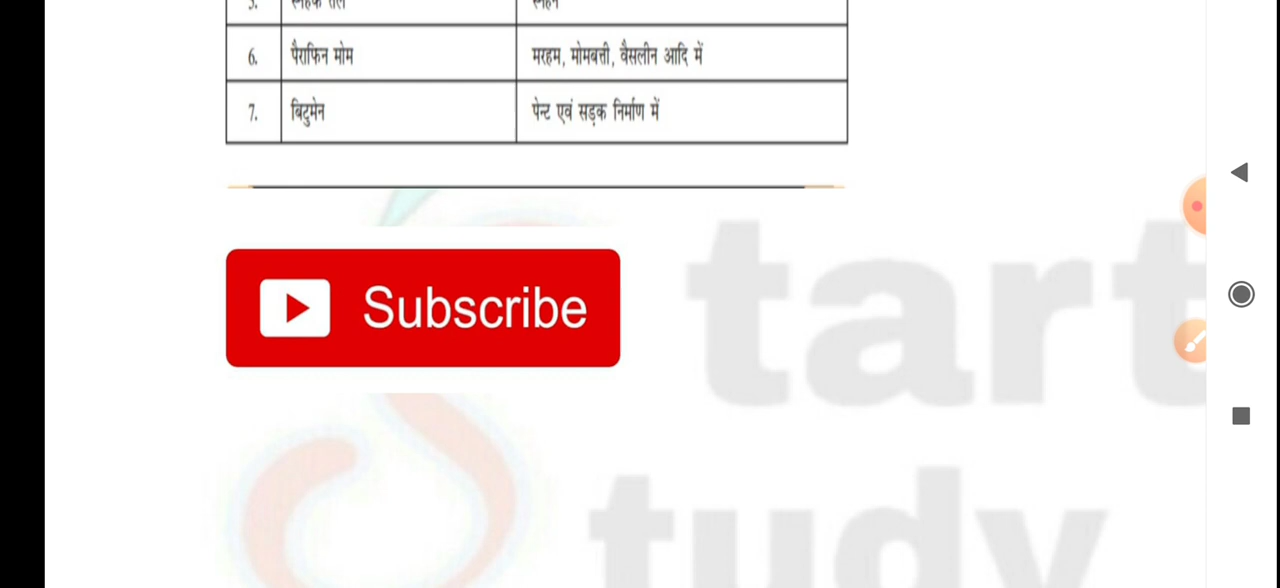 6. पैराफिन मोम मरहम, मोमबत्ती, वैसलीन आदि में
7. बिटुमेन पेन्ट एवं सड़क निर्माण में
Subscribe
tart
tudy